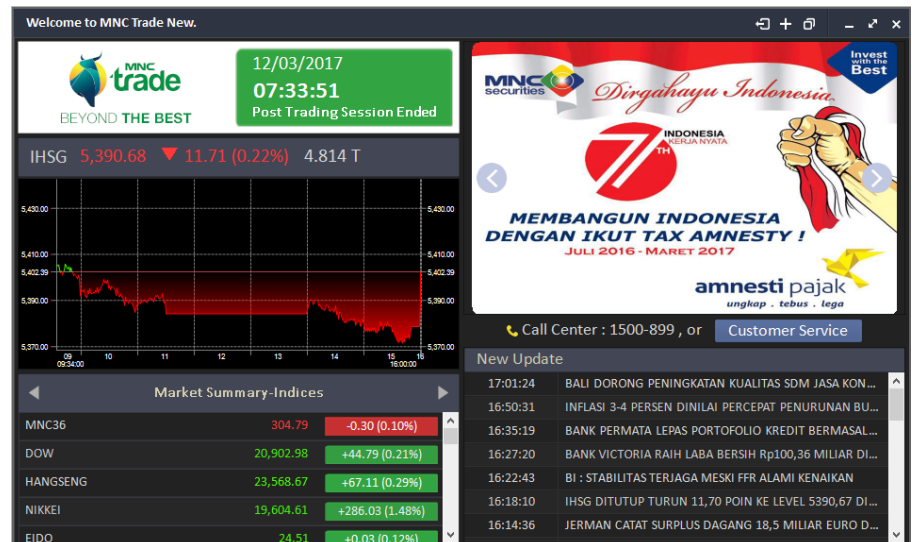 Welcome to MNC Trade New.
MNC
trade
BEYOND THE BEST
12/03/2017
07:33:51
Post Trading Session Ended
IHSG 5,390.68 ▼ 11.71 (0.22%) 4.814 T
5,430.00 5,430.00
5,410.00 5,410.00
5,402.39 5,402.39
5,390.00 5,390.00
5,370.00 5,370.00
09 10 11 12 13 14 15 16
09:34:00 16:00:00
Market Summary-Indices
MNC36 304.79 -0.30 (0.10%)
DOW 20,902.98 +44.79 (0.21%)
HANGSENG 23,568.67 +67.11 (0.29%)
NIKKEI 19,604.61 +286.03 (1.48%)
EIDO 24.51 +0.03 (0.12%)
MNC
securities
Invest
with the
Best
Dirgahayu Indonesia
71
TH
INDONESIA
KERJA NYATA
MEMBANGUN INDONESIA
DENGAN IKUT TAX AMNESTY !
JULI 2016 - MARET 2017
amnesti pajak
ungkap . tebus . lega
Call Center : 1500-899 , or Customer Service
New Update
17:01:24 BALI DORONG PENINGKATAN KUALITAS SDM JASA KON...
16:50:31 INFLASI 3-4 PERSEN DINILAI PERCEPAT PENURUNAN BU...
16:35:19 BANK PERMATA LEPAS PORTOFOLIO KREDIT BERMASAL...
16:27:20 BANK VICTORIA RAIH LABA BERSIH Rp100,36 MILIAR DI...
16:22:43 BI : STABILITAS TERJAGA MESKI FFR ALAMI KENAIKAN
16:18:10 IHSG DITUTUP TURUN 11,70 POIN KE LEVEL 5390,67 DI...
16:14:36 JERMAN CATAT SURPLUS DAGANG 18,5 MILIAR EURO D...